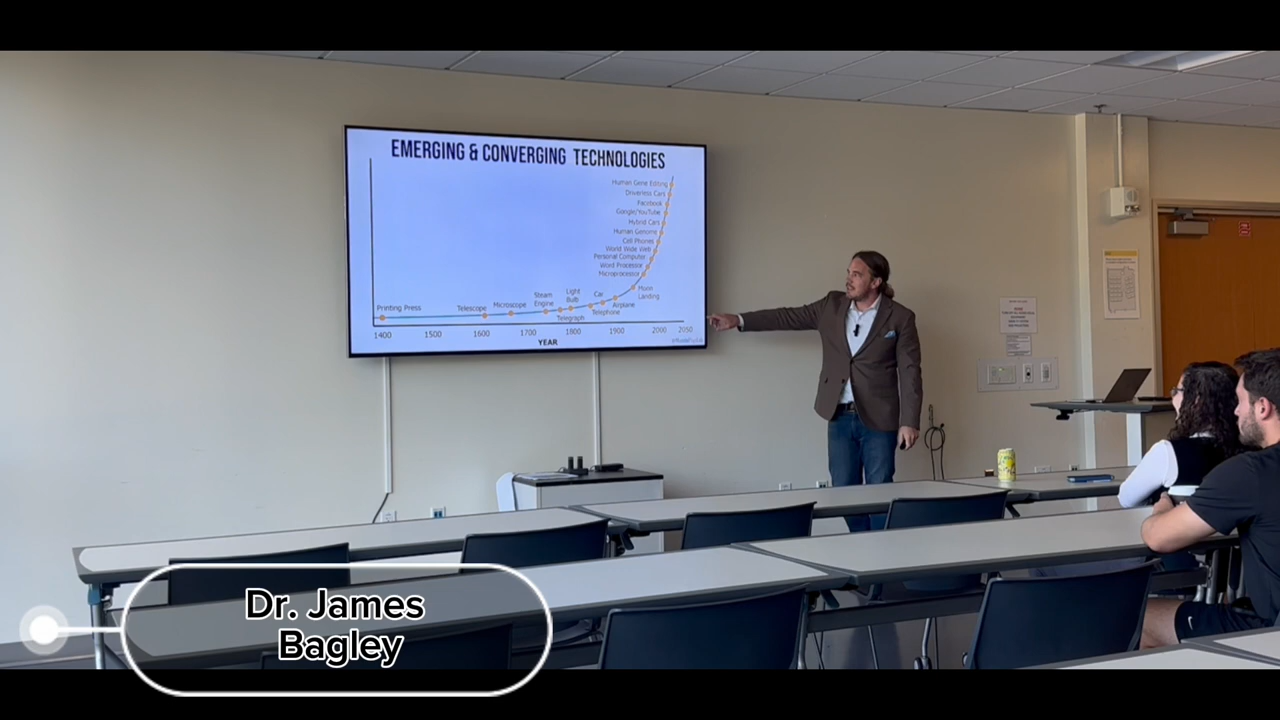 EMERGING & CONVERGING TECHNOLOGIES
Human Gene Editing
Driverless Cars
Facebook
Google/YouTube
Hybrid Cars
Human Genome
Cell Phones
World Wide Web
Personal Computer
Word Processor
Microprocessor
Moon
Landing
Printing Press
Telescope
Microscope
Steam
Engine
Light
Bulb
Telegraph
Car
Telephone
Airplane
1400
1500
1600
1700
1800
1900
2000
2050
YEAR
Dr. James
Bagley